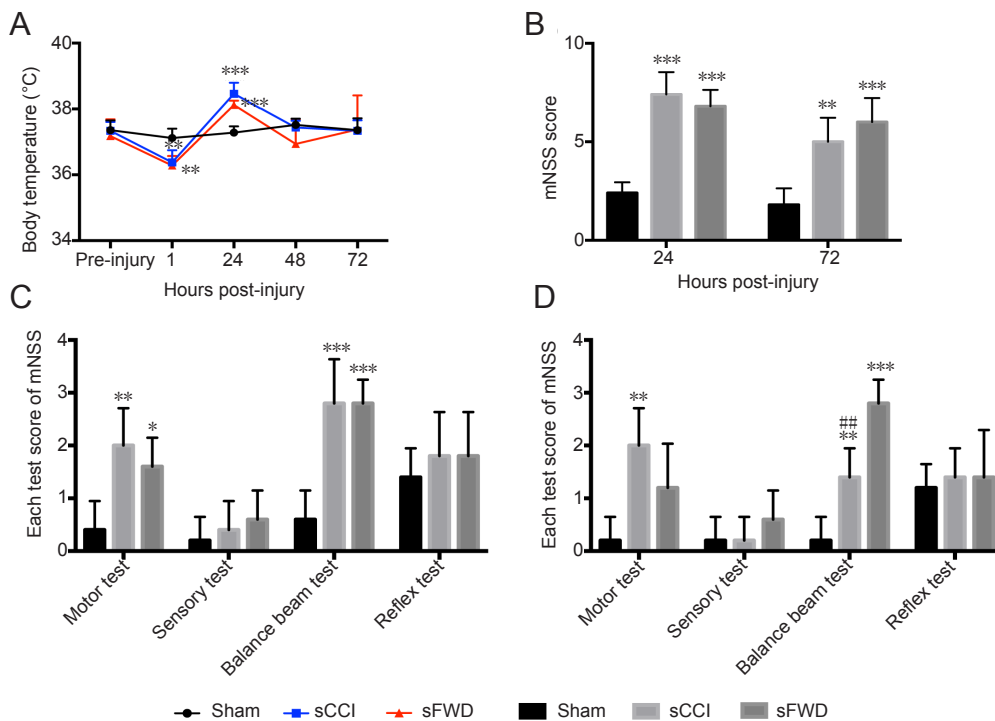 A
Body temperature (°C)
40
38
36
34
***
***
**
**
Pre-injury 1 24 48 72
Hours post-injury
B
mNSS score
10
5
0
***
***
**
***
24 72
Hours post-injury
C
Each test score of mNSS
4
3
2
1
0
**
*
***
***
Motor test
Sensory test
Balance beam test
Reflex test
D
Each test score of mNSS
4
3
2
1
0
**
##
**
***
Motor test
Sensory test
Balance beam test
Reflex test
Sham sCCI sFWD Sham sCCI sFWD